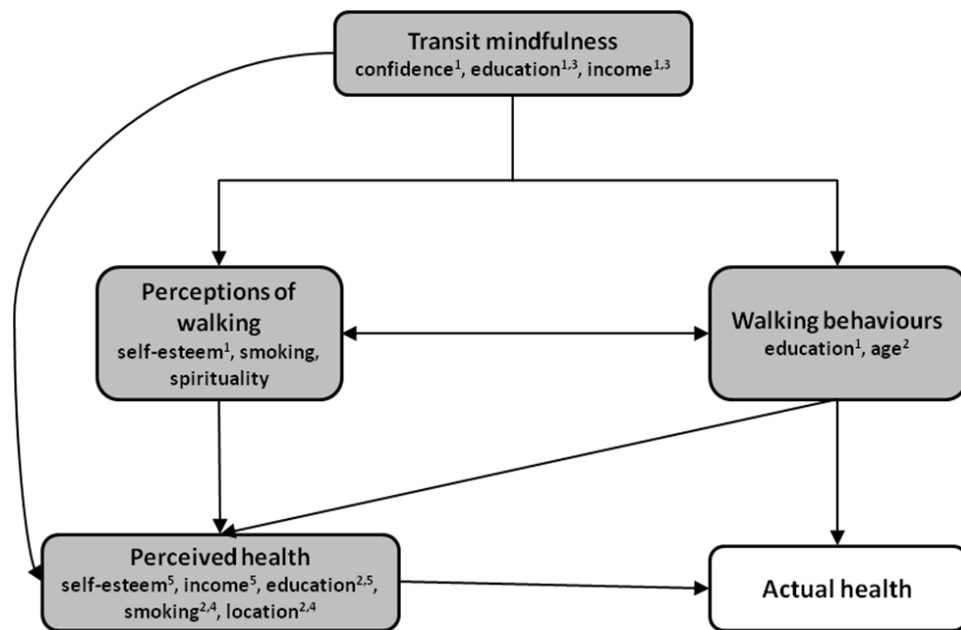 Transit mindfulness
confidence¹, education¹,³, income¹,³
Perceptions of
walking
self-esteem¹, smoking,
spirituality
Walking behaviours
education¹, age²
Perceived health
self-esteem⁵, income⁵, education²,⁵,
smoking²,⁴, location²,⁴
Actual health